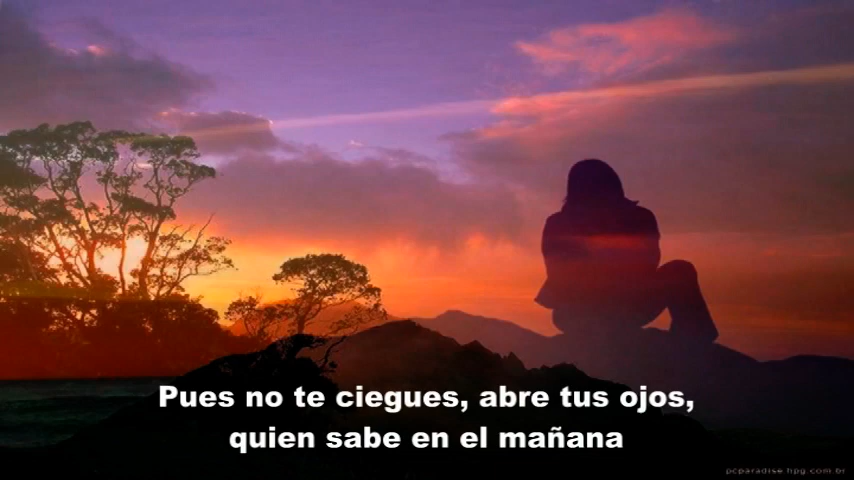 Pues no te ciegues, abre tus ojos,
quien sabe en el mañana
pcparadise.hpg.com.br